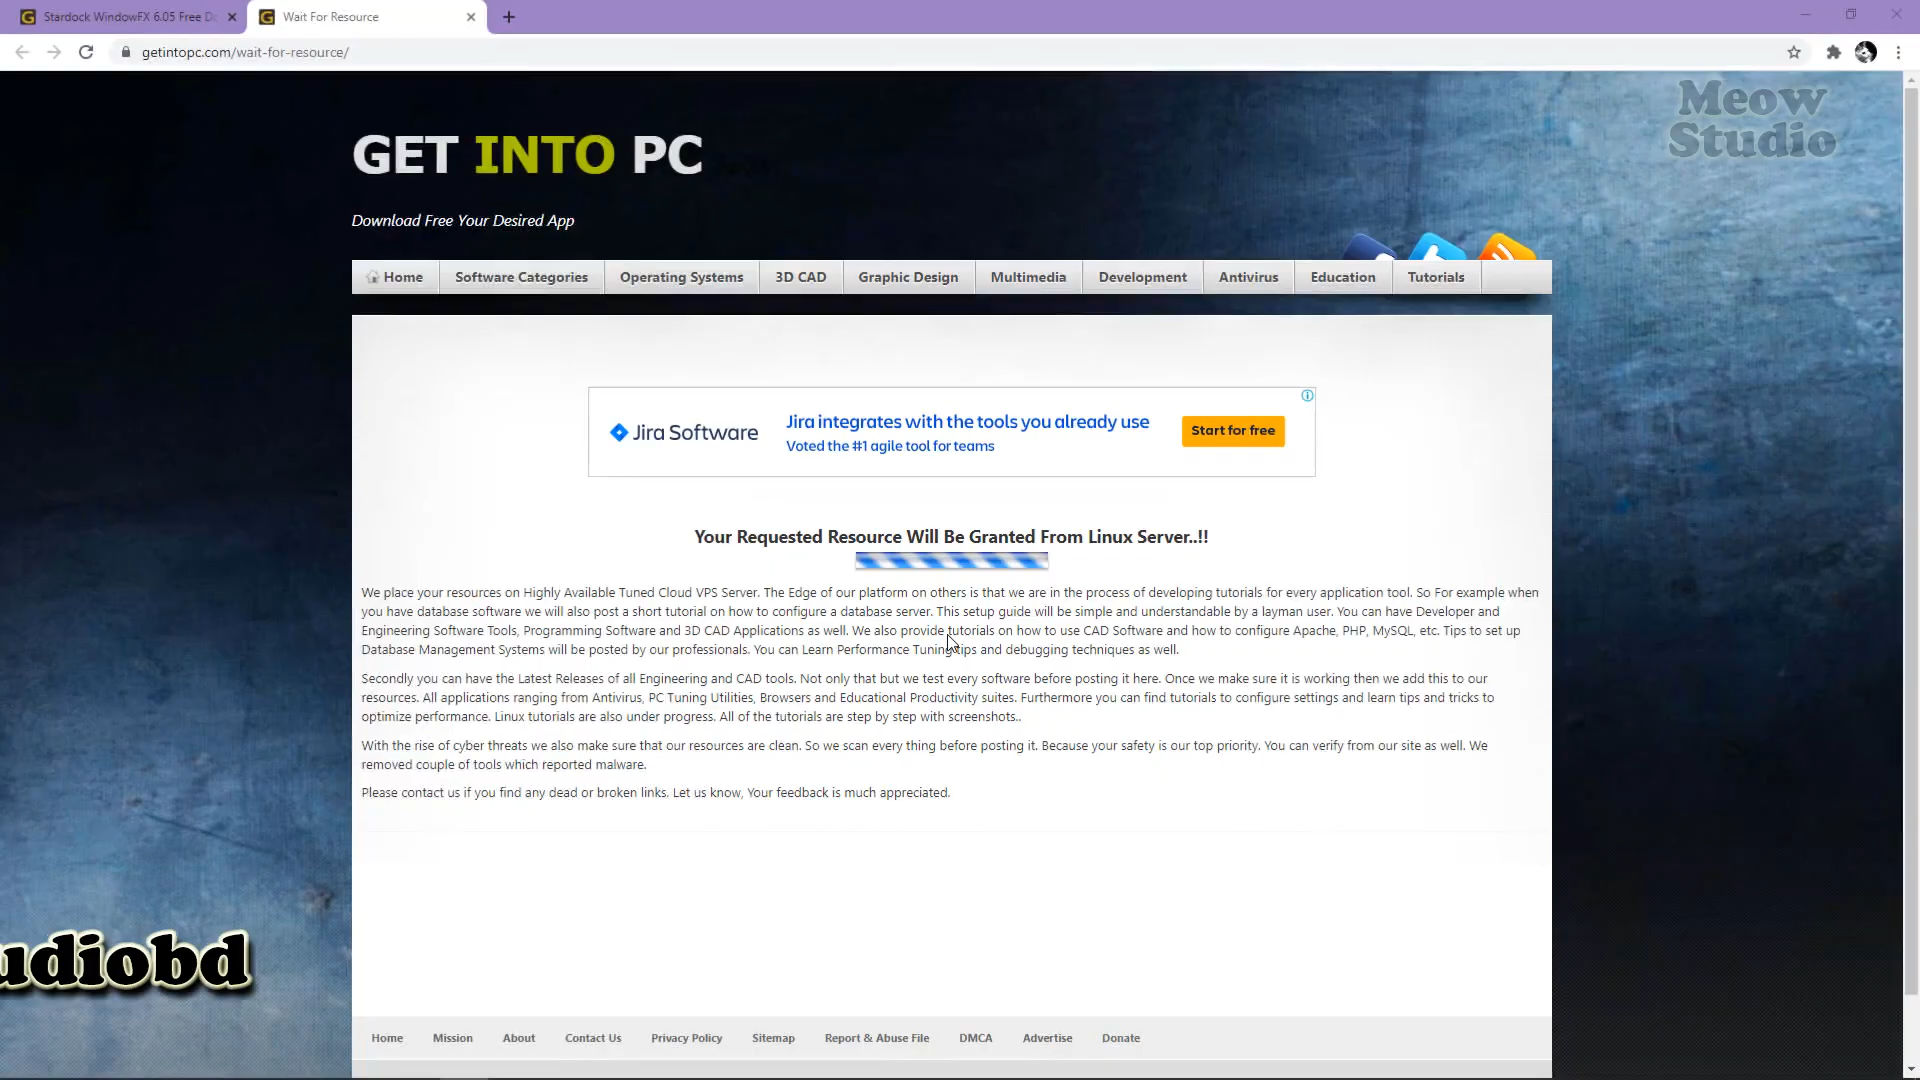 Stardock WindowFX 6.05 Free D
Wait For Resource
getintopc.com/wait-for-resource/
Meow
Studio
GET INTO PC
Download Free Your Desired App
Home
Software Categories
Operating Systems
3D CAD
Graphic Design
Multimedia
Development
Antivirus
Education
Tutorials
Jira Software
Jira integrates with the tools you already use
Voted the #1 agile tool for teams
Start for free
Your Requested Resource Will Be Granted From Linux Server..!!
We place your resources on Highly Available Tuned Cloud VPS Server. The Edge of our platform on others is that we are in the process of developing tutorials for every application tool. So For example when
you have database software we will also post a short tutorial on how to configure a database server. This setup guide will be simple and understandable by a layman user. You can have Developer and
Engineering Software Tools, Programming Software and 3D CAD Applications as well. We also provide tutorials on how to use CAD Software and how to configure Apache, PHP, MySQL, etc. Tips to set up
Database Management Systems will be posted by our professionals. You can Learn Performance Tuning tips and debugging techniques as well.
Secondly you can have the Latest Releases of all Engineering and CAD tools. Not only that but we test every software before posting it here. Once we make sure it is working then we add this to our
resources. All applications ranging from Antivirus, PC Tuning Utilities, Browsers and Educational Productivity suites. Furthermore you can find tutorials to configure settings and learn tips and tricks to
optimize performance. Linux tutorials are also under progress. All of the tutorials are step by step with screenshots..
With the rise of cyber threats we also make sure that our resources are clean. So we scan every thing before posting it. Because your safety is our top priority. You can verify from our site as well. We
removed couple of tools which reported malware.
Please contact us if you find any dead or broken links. Let us know, Your feedback is much appreciated.
udiobd
Home
Mission
About
Contact Us
Privacy Policy
Sitemap
Report & Abuse File
DMCA
Advertise
Donate